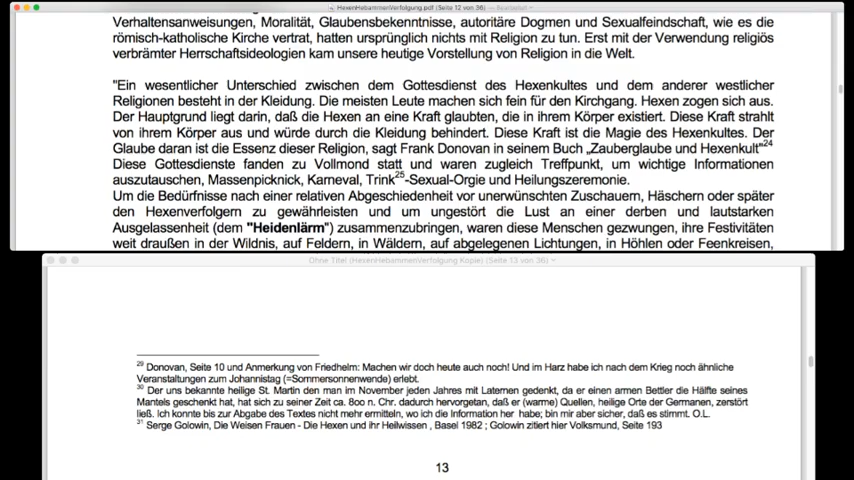 HexenHebammenVerfolgung.pdf (Seite 12 von 36) — Bearbeitet
Verhaltensanweisungen, Moralität, Glaubensbekenntnisse, autoritäre Dogmen und Sexualfeindschaft, wie es die
römisch-katholische Kirche vertrat, hatten ursprünglich nichts mit Religion zu tun. Erst mit der Verwendung religiös
verbrämter Herrschaftsideologien kam unsere heutige Vorstellung von Religion in die Welt.
"Ein wesentlicher Unterschied zwischen dem Gottesdienst des Hexenkultes und dem anderer westlicher
Religionen besteht in der Kleidung. Die meisten Leute machen sich fein für den Kirchgang. Hexen zogen sich aus.
Der Hauptgrund liegt darin, daß die Hexen an eine Kraft glaubten, die in ihrem Körper existiert. Diese Kraft strahlt
von ihrem Körper aus und würde durch die Kleidung behindert. Diese Kraft ist die Magie des Hexenkultes. Der
Glaube daran ist die Essenz dieser Religion, sagt Frank Donovan in seinem Buch „Zauberglaube und Hexenkult"24
Diese Gottesdienste fanden zu Vollmond statt und waren zugleich Treffpunkt, um wichtige Informationen
auszutauschen, Massenpicknick, Karneval, Trink25-Sexual-Orgie und Heilungszeremonie.
Um die Bedürfnisse nach einer relativen Abgeschiedenheit vor unerwünschten Zuschauern, Häschern oder später
den Hexenverfolgern zu gewährleisten und um ungestört die Lust an einer derben und lautstarken
Ausgelassenheit (dem "Heidenlärm") zusammenzubringen, waren diese Menschen gezwungen, ihre Festivitäten
weit draußen in der Wildnis, auf Feldern, in Wäldern, auf abgelegenen Lichtungen, in Höhlen oder Feenkreisen,
Ohne Titel (HexenHebammenVerfolgung Kopie) (Seite 13 von 36)
29 Donovan, Seite 10 und Anmerkung von Friedhelm: Machen wir doch heute auch noch! Und im Harz habe ich nach dem Krieg noch ähnliche
Veranstaltungen zum Johannistag (=Sommersonnenwende) erlebt.
30 Der uns bekannte heilige St. Martin den man im November jeden Jahres mit Laternen gedenkt, da er einen armen Bettler die Hälfte seines
Mantels geschenkt hat, hat sich zu seiner Zeit ca. 8oo n. Chr. dadurch hervorgetan, daß er (warme) Quellen, heilige Orte der Germanen, zerstört
ließ. Ich konnte bis zur Abgabe des Textes nicht mehr ermitteln, wo ich die Information her habe; bin mir aber sicher, daß es stimmt. O.L.
31 Serge Golowin, Die Weisen Frauen - Die Hexen und ihr Heilwissen , Basel 1982 ; Golowin zitiert hier Volksmund, Seite 193
13